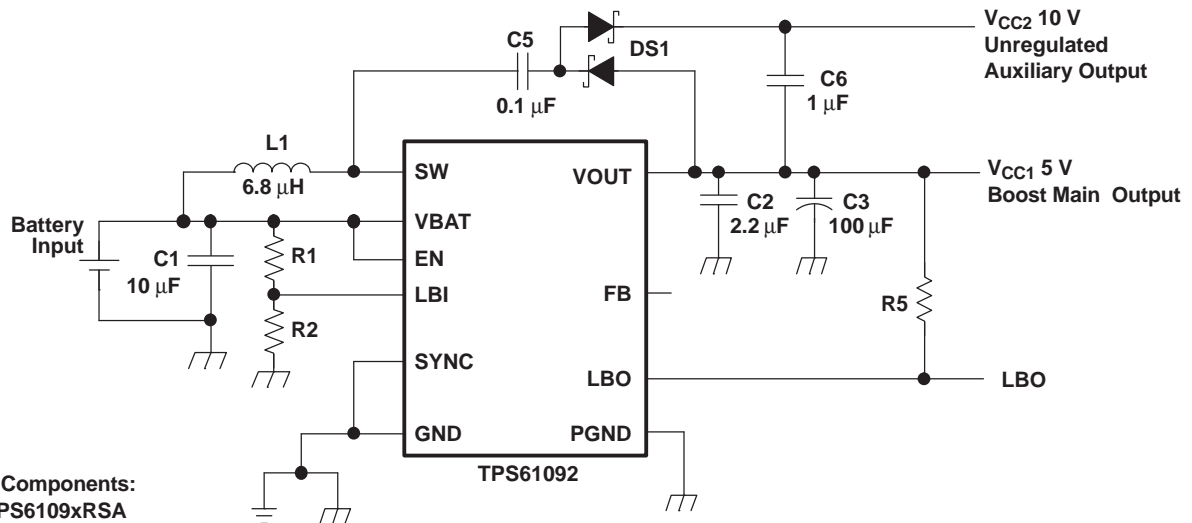 C5
0.1 μF
DS1
VCC2 10 V
Unregulated
Auxiliary Output
C6
1 μF
L1
6.8 μH
SW
VOUT
VCC1 5 V
Boost Main Output
Battery
Input
VBAT
C2
2.2 μF
C3
100 μF
C1
10 μF
R1
EN
LBI
FB
R5
R2
SYNC
LBO
LBO
GND
PGND
TPS61092
Components:
PS6109xRSA